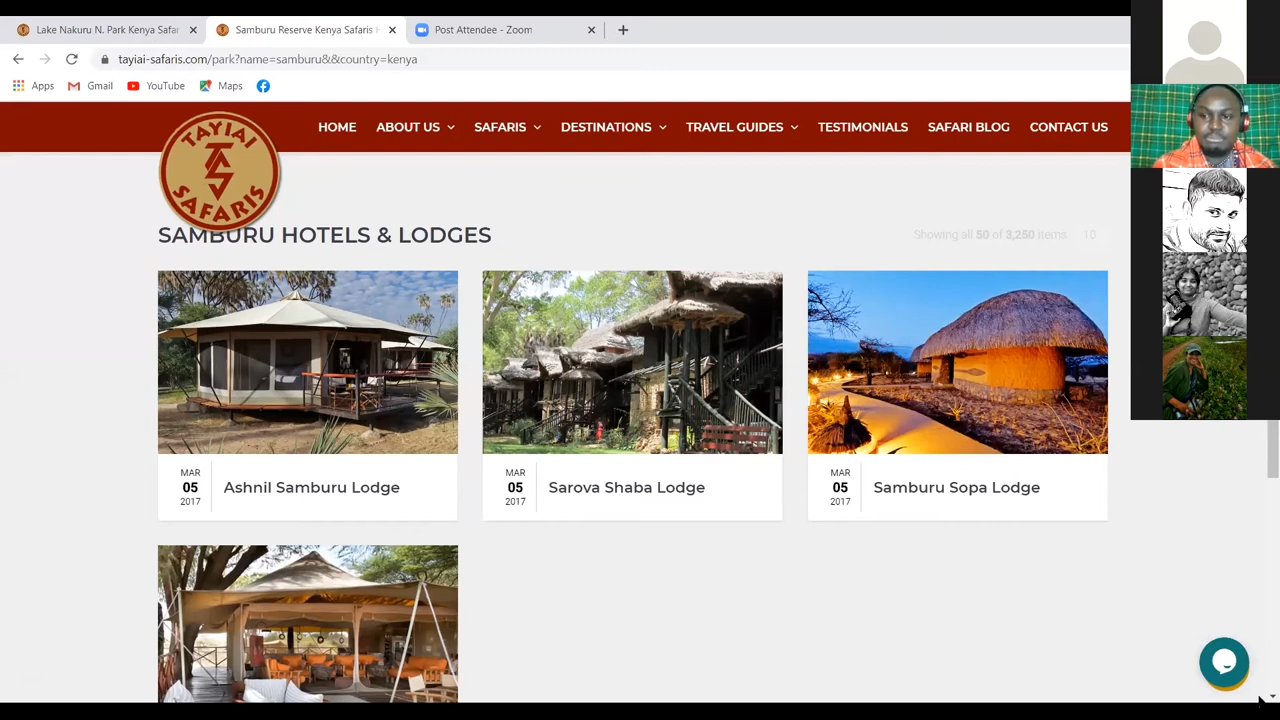 Lake Nakuru N. Park Kenya Safar
Samburu Reserve Kenya Safaris
Post Attendee - Zoom
tayiai-safaris.com/park?name=samburu&&country=kenya
Apps
Gmail
YouTube
Maps
TAYIAI
SAFARIS
HOME
ABOUT US
SAFARIS
DESTINATIONS
TRAVEL GUIDES
TESTIMONIALS
SAFARI BLOG
CONTACT US
SAMBURU HOTELS & LODGES
Showing all 50 of 3,250 items
10
MAR
05
2017
Ashnil Samburu Lodge
MAR
05
2017
Sarova Shaba Lodge
MAR
05
2017
Samburu Sopa Lodge